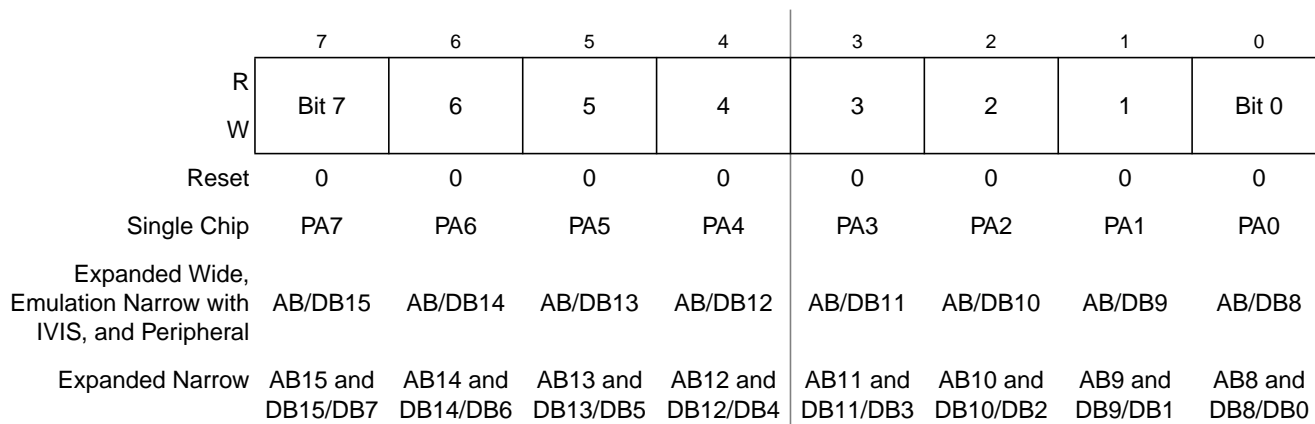 7 6 5 4 3 2 1 0
R
Bit 7 6 5 4 3 2 1 Bit 0
W
Reset 0 0 0 0 0 0 0 0
Single Chip PA7 PA6 PA5 PA4 PA3 PA2 PA1 PA0
Expanded Wide,
Emulation Narrow with AB/DB15 AB/DB14 AB/DB13 AB/DB12 AB/DB11 AB/DB10 AB/DB9 AB/DB8
IVIS, and Peripheral
Expanded Narrow AB15 and AB14 and AB13 and AB12 and AB11 and AB10 and AB9 and AB8 and
DB15/DB7 DB14/DB6 DB13/DB5 DB12/DB4 DB11/DB3 DB10/DB2 DB9/DB1 DB8/DB0